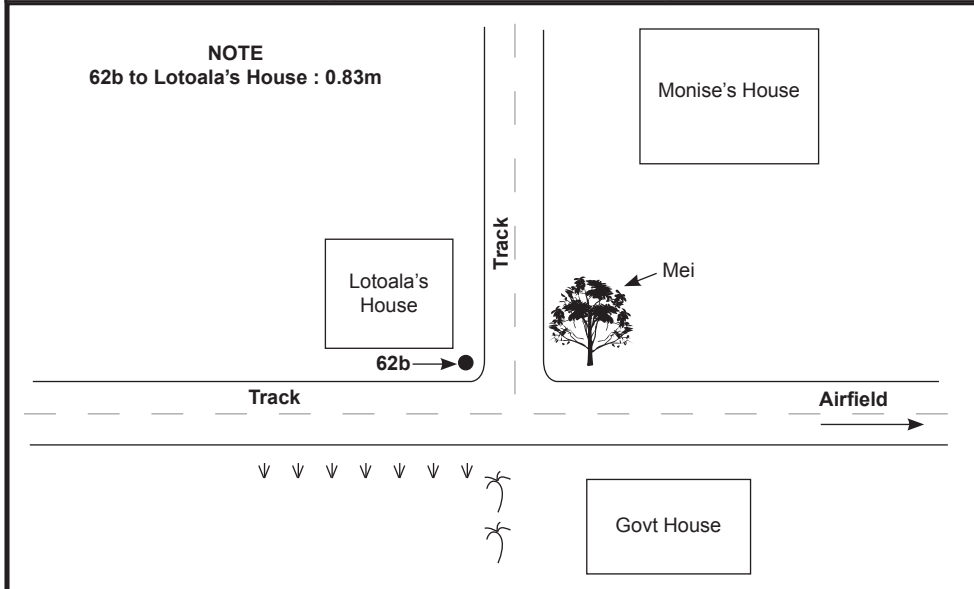 NOTE
62b to Lotoala's House : 0.83m
Monise's House
Track
Mei
Lotoala's
House
62b
Track
Airfield
Govt House